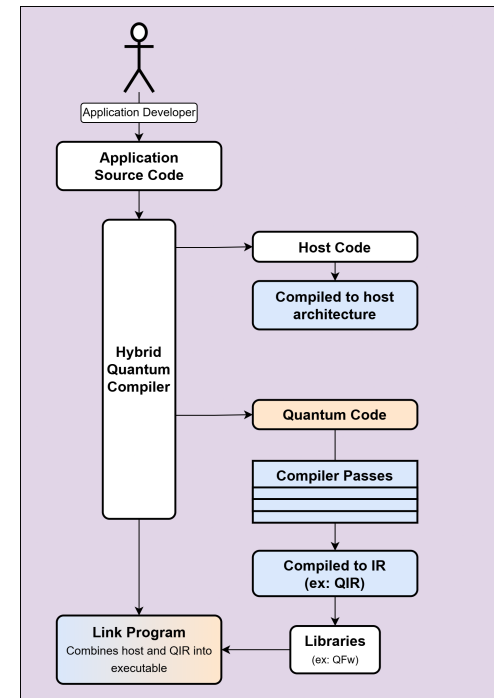 Application Developer
Application
Source Code
Host Code
Compiled to host
architecture
Hybrid
Quantum
Compiler
Quantum Code
Compiler Passes
Compiled to IR
(ex: QIR)
Link Program
Combines host and QIR into
executable
Libraries
(ex: QFw)